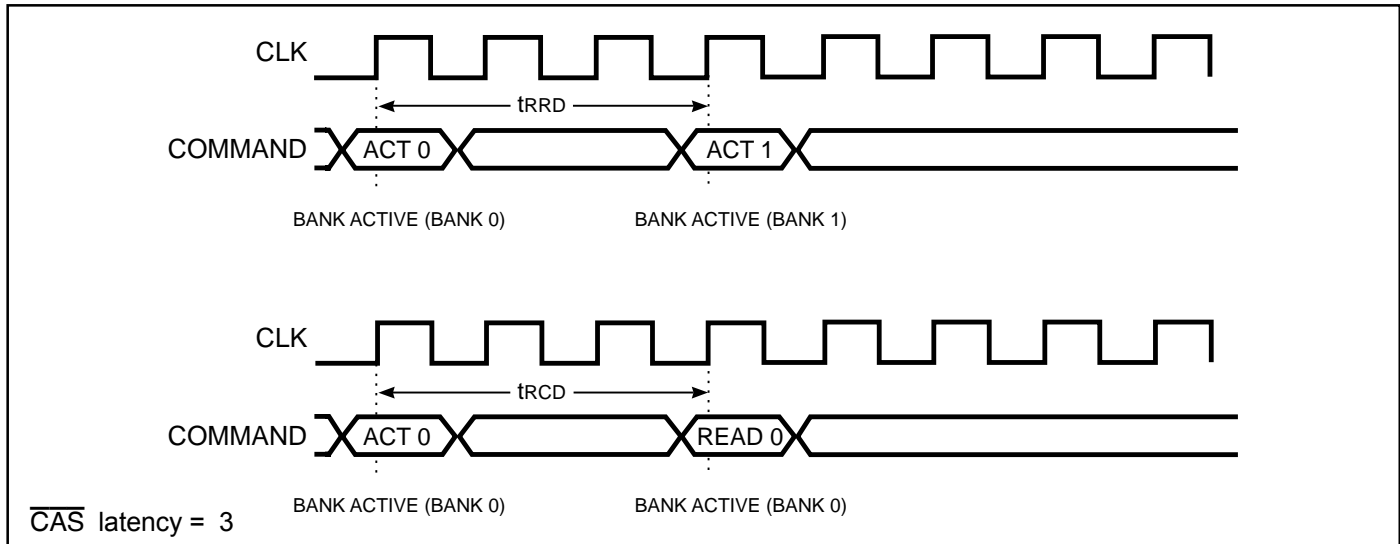 CLK
tRRD
COMMAND ACT 0 ACT 1
BANK ACTIVE (BANK 0) BANK ACTIVE (BANK 1)
CLK
tRCD
COMMAND ACT 0 READ 0
BANK ACTIVE (BANK 0) BANK ACTIVE (BANK 0)
CAS latency = 3